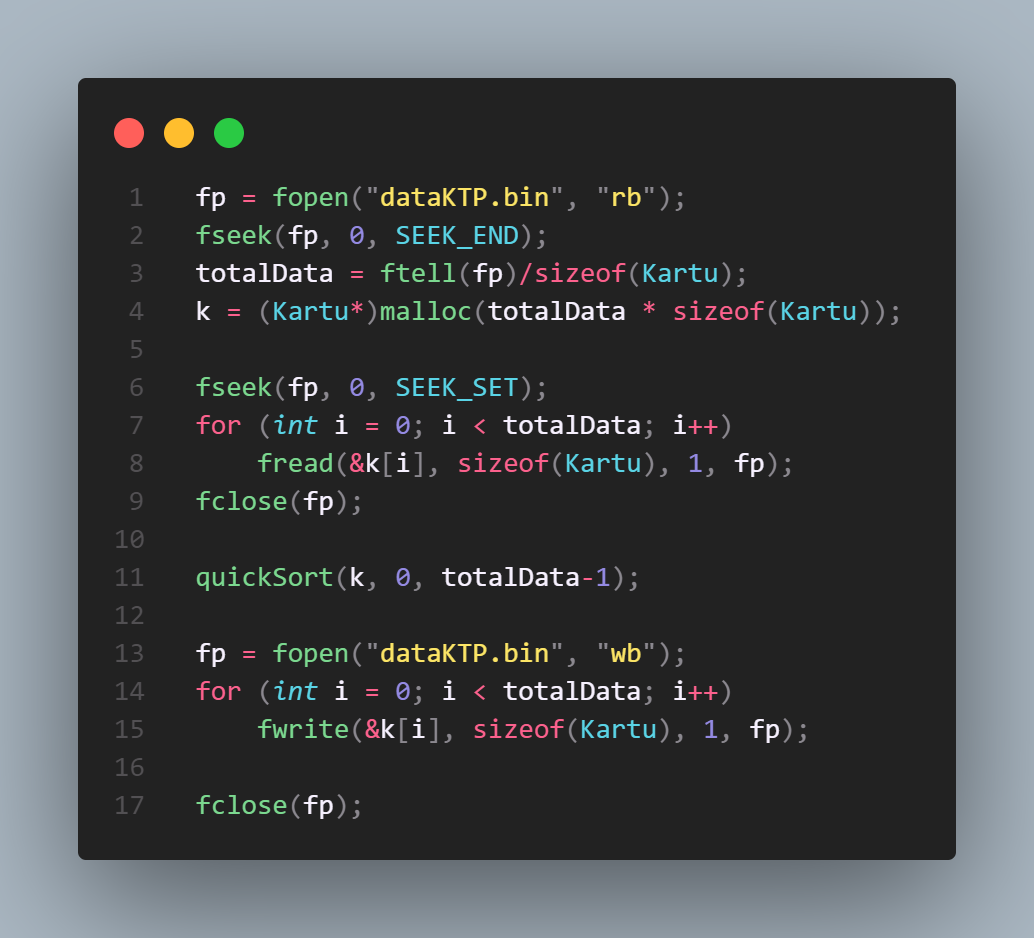 1 fp = fopen("dataKTP.bin", "rb");
2 fseek(fp, 0, SEEK_END);
3 totalData = ftell(fp)/sizeof(Kartu);
4 k = (Kartu*)malloc(totalData * sizeof(Kartu));
5
6 fseek(fp, 0, SEEK_SET);
7 for (int i = 0; i < totalData; i++)
8     fread(&k[i], sizeof(Kartu), 1, fp);
9 fclose(fp);
10
11 quickSort(k, 0, totalData-1);
12
13 fp = fopen("dataKTP.bin", "wb");
14 for (int i = 0; i < totalData; i++)
15     fwrite(&k[i], sizeof(Kartu), 1, fp);
16
17 fclose(fp);